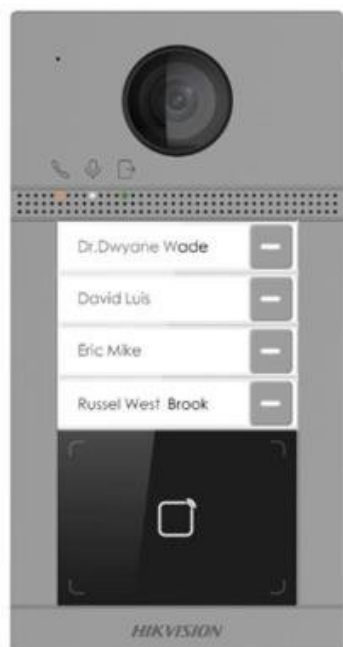 Dr.Dwyane Wade
David Luis
Eric Mike
Russel West Brook
HIKVISION